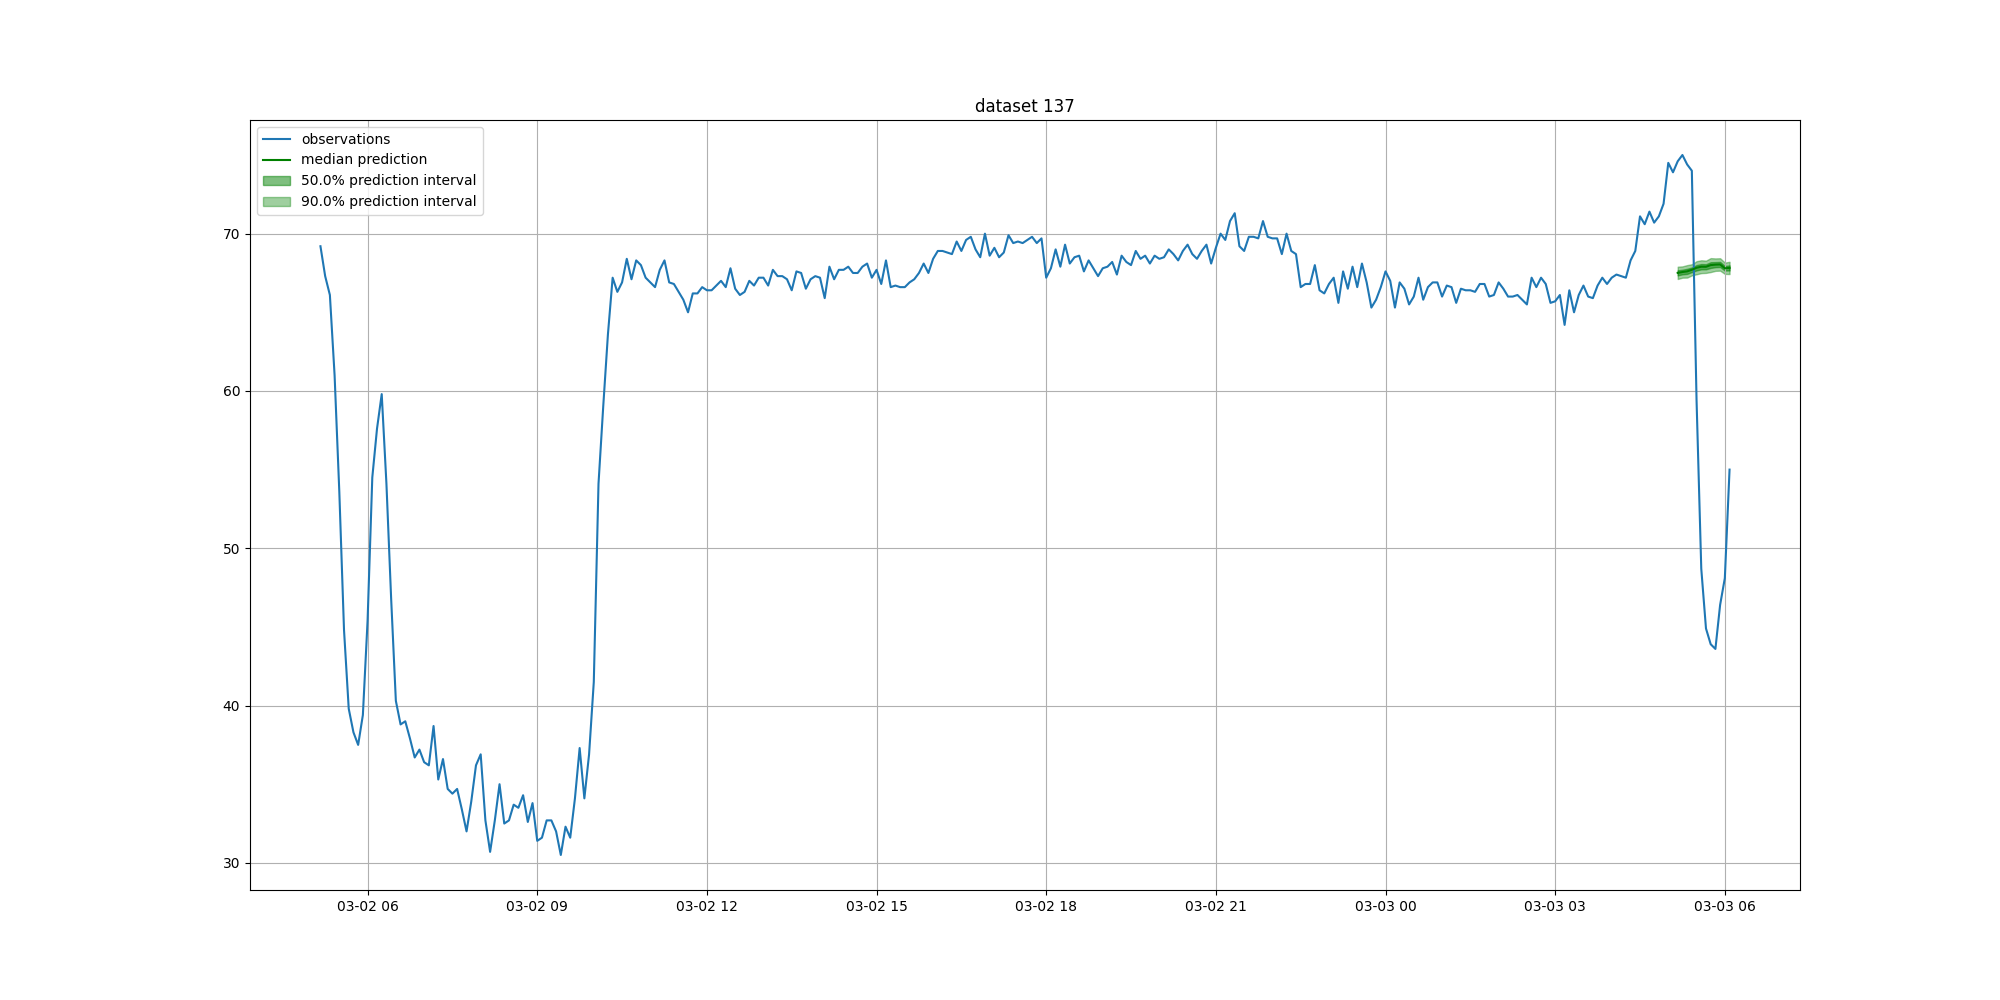 dataset 137
observations
median prediction
50.0% prediction interval
90.0% prediction interval
70
60
50
40
30
03-02 06
03-02 09
03-02 12
03-02 15
03-02 18
03-02 21
03-03 00
03-03 03
03-03 06